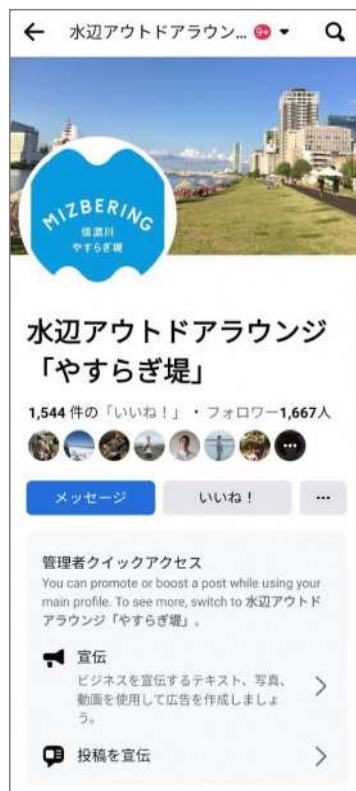 水辺アウトドアラウン... 9+
MIZBERING
信濃川
やすらぎ堤
水辺アウトドアラウンジ
「やすらぎ堤」
1,544 件の「いいね！」・フォロワー1,667人
メッセージ
いいね！
...
管理者クイックアクセス
You can promote or boost a post while using your
main profile. To see more, switch to 水辺アウトド
アラウンジ「やすらぎ堤」.
宣伝
ビジネスを宣伝するテキスト、写真、
動画を使用して広告を作成しましょ
う。
投稿を宣伝